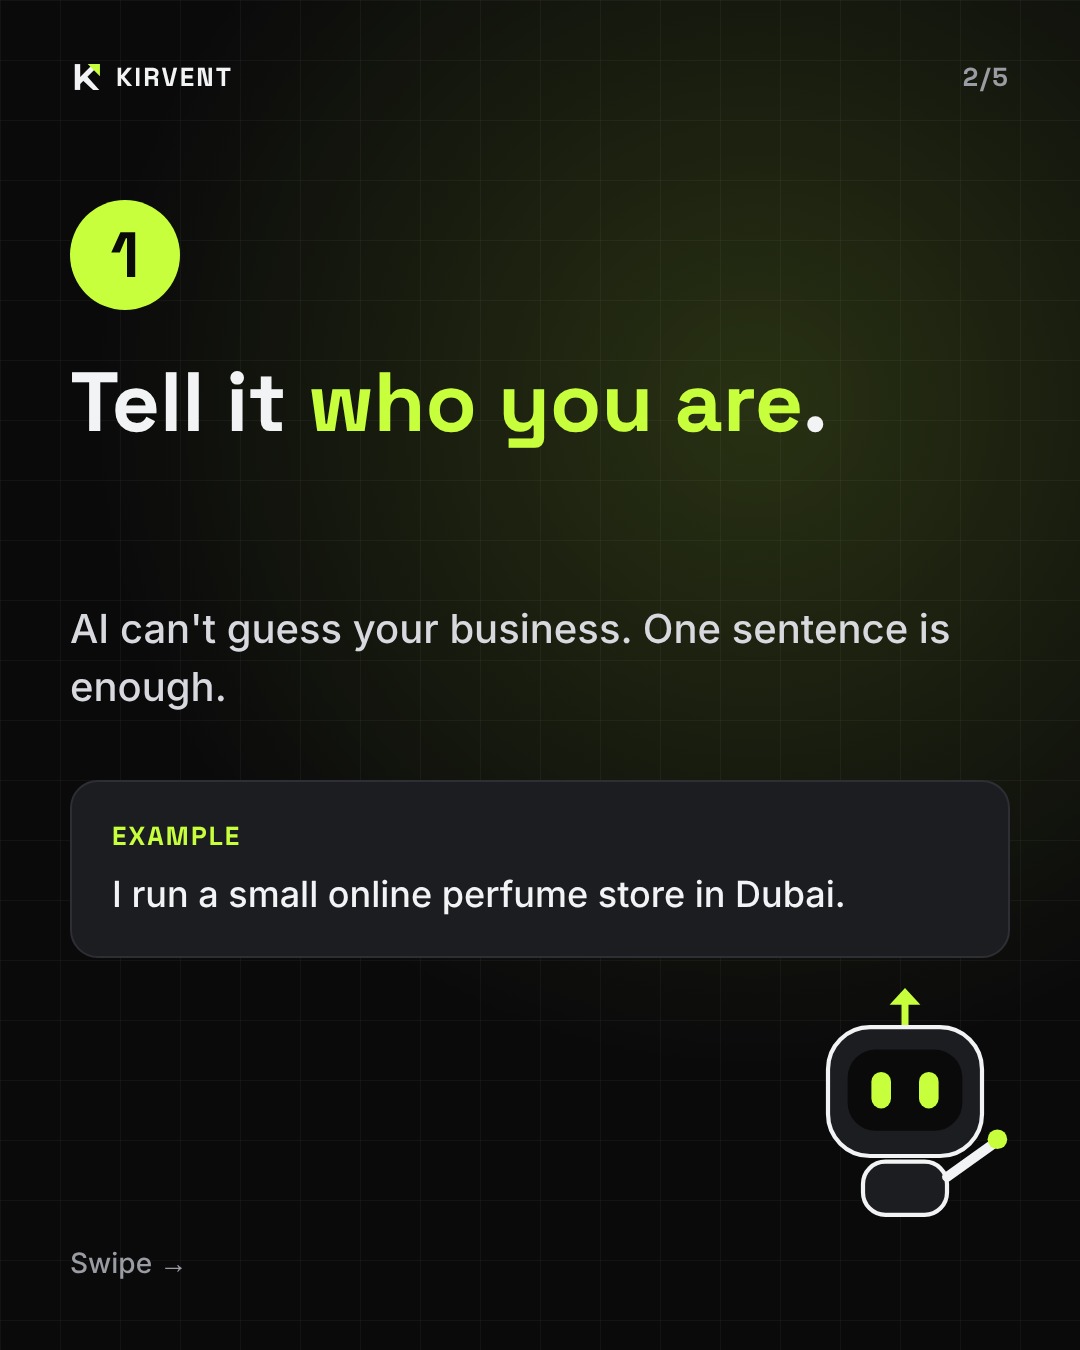 KIRVENT
2/5
1
Tell it who you are.
AI can't guess your business. One sentence is
enough.
EXAMPLE
I run a small online perfume store in Dubai.
Swipe →